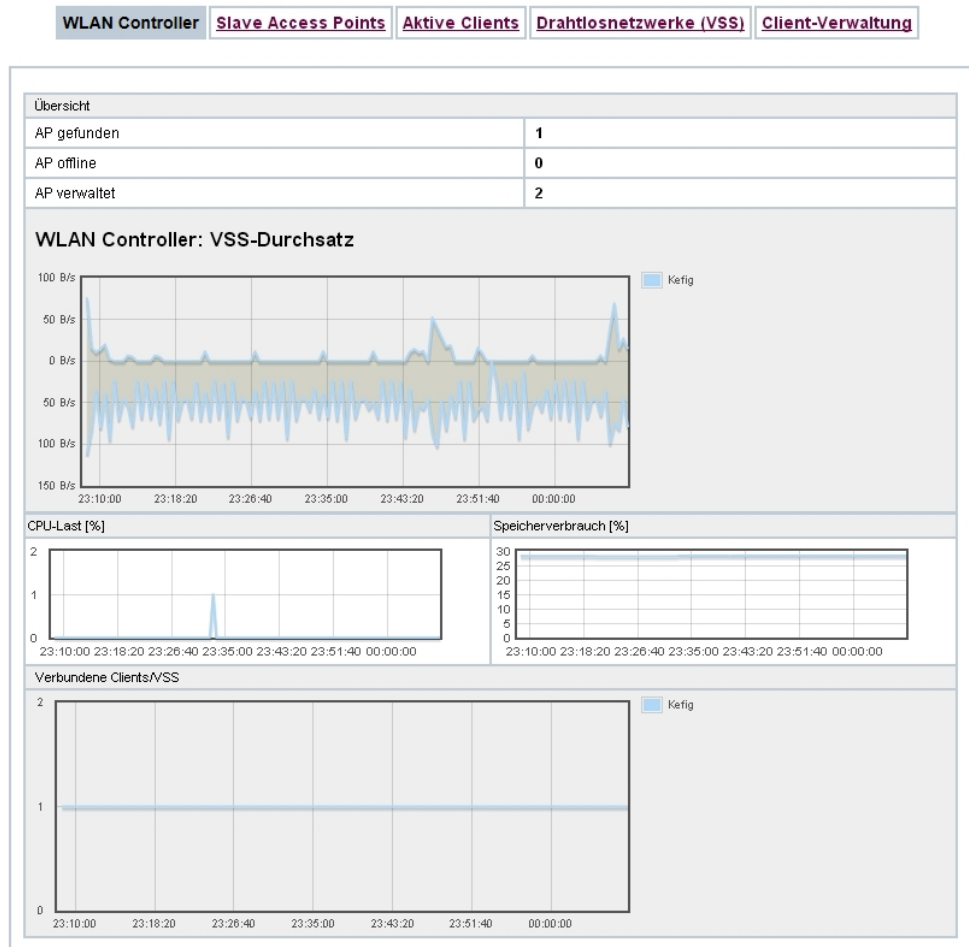 WLAN Controller Slave Access Points Aktive Clients Drahtlosnetzwerke (VSS) Client-Verwaltung
Übersicht
AP gefunden 1
AP offline 0
AP verwaltet 2
WLAN Controller: VSS-Durchsatz
100 B/s
50 B/s
0 B/s
50 B/s
100 B/s
150 B/s
23:10:00 23:18:20 23:26:40 23:35:00 23:43:20 23:51:40 00:00:00
Kefig
CPU-Last [%]
2
1
0
23:10:00 23:18:20 23:26:40 23:35:00 23:43:20 23:51:40 00:00:00
Speicherverbrauch [%]
30
25
20
15
10
5
0
23:10:00 23:18:20 23:26:40 23:35:00 23:43:20 23:51:40 00:00:00
Verbundene Clients/VSS
2
1
0
23:10:00 23:18:20 23:26:40 23:35:00 23:43:20 23:51:40 00:00:00
Kefig